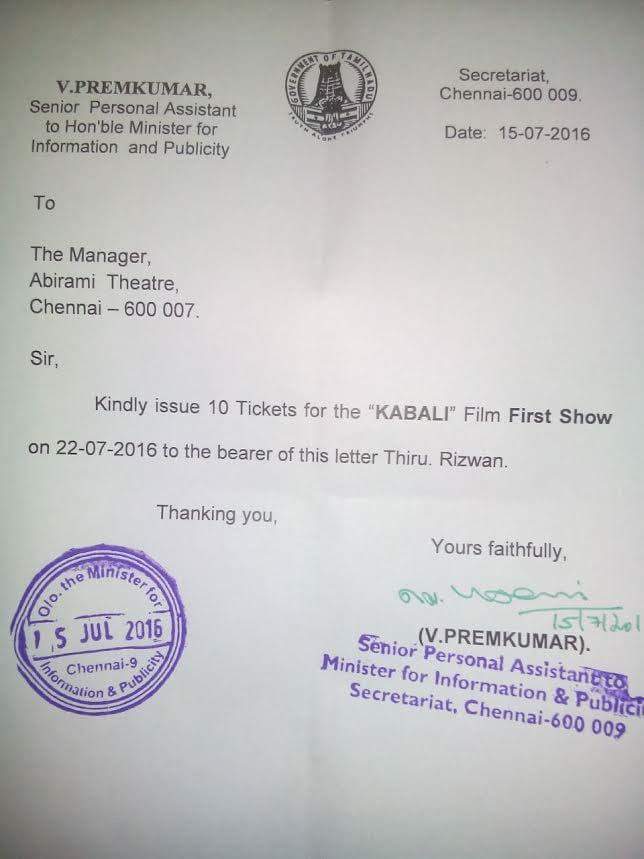 V.PREMKUMAR,
Senior Personal Assistant
to Hon'ble Minister for
Information and Publicity
GOVERNMENT OF TAMILNADU
TRUTH ALONE TRIUMPHS
Secretariat,
Chennai-600 009.
Date: 15-07-2016
To
The Manager,
Abirami Theatre,
Chennai – 600 007.
Sir,
Kindly issue 10 Tickets for the “KABALI” Film First Show
on 22-07-2016 to the bearer of this letter Thiru. Rizwan.
Thanking you,
Yours faithfully,
15/7/201
(V.PREMKUMAR).
Senior Personal Assistant to
Minister for Information & Publici
Secretariat, Chennai-600 009
O/o. the Minister for
15 JUL 2016
Chennai-9
Information & Publicity